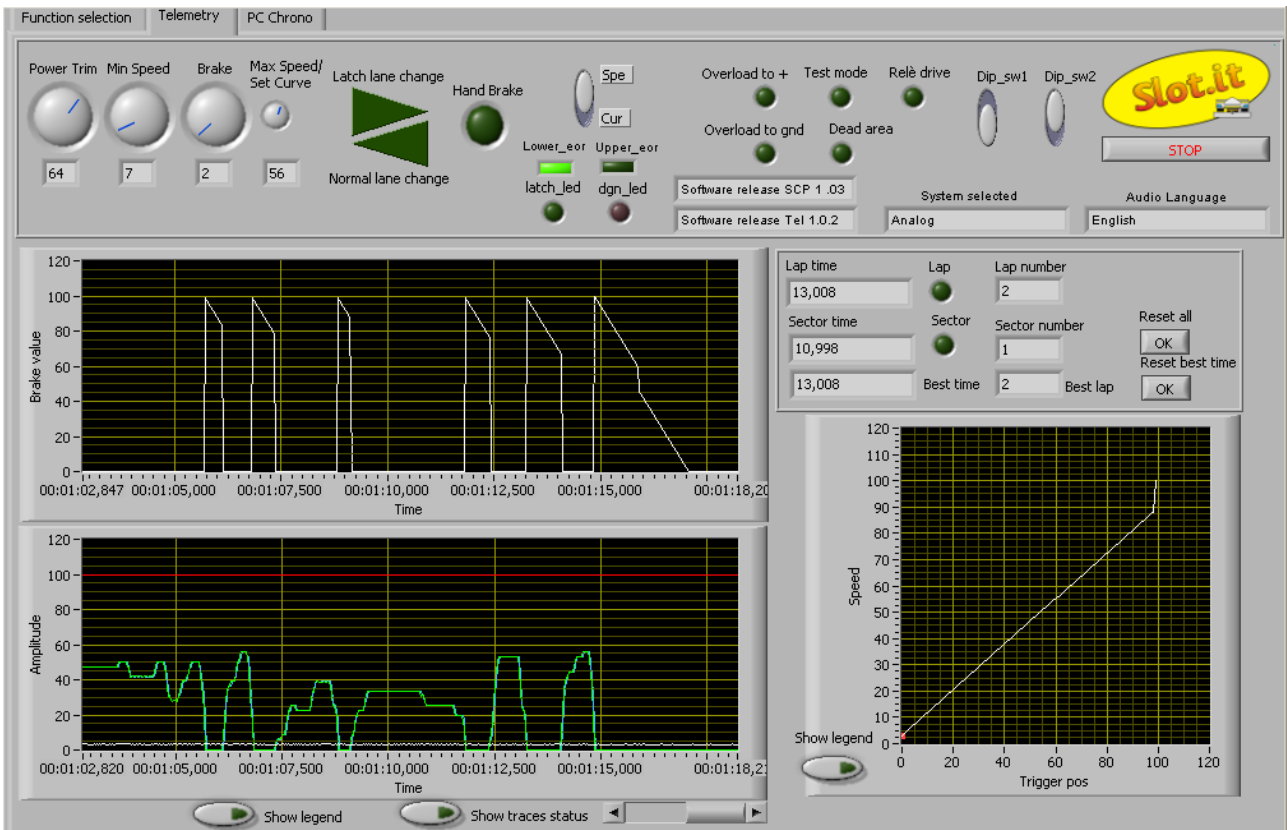 Function selection Telemetry PC Chrono
Power Trim Min Speed Brake Max Speed/
Set Curve
64 7 2 56
Latch lane change
Normal lane change
Hand Brake
Spe
Cur
Lower_eor Upper_eor
latch_led dgn_led
Overload to + Test mode Relè drive
Overload to gnd Dead area
Dip_sw1 Dip_sw2
Slot.it
STOP
Software release SCP 1 .03
Software release Tel 1.0.2
System selected
Analog
Audio Language
English
120
100
80
60
40
20
0
Brake value
00:01:02,847 00:01:05,000 00:01:07,500 00:01:10,000 00:01:12,500 00:01:15,000 00:01:18,20
Time
120
100
80
60
40
20
0
Amplitude
00:01:02,820 00:01:05,000 00:01:07,500 00:01:10,000 00:01:12,500 00:01:15,000 00:01:18,21
Time
Show legend Show traces status
Lap time Lap Lap number
13,008 2
Sector time Sector Sector number
10,998 1
13,008 Best time 2 Best lap
Reset all
OK
Reset best time
OK
120
110
100
90
80
70
60
50
40
30
20
10
0
Speed
0 20 40 60 80 100 120
Trigger pos
Show legend